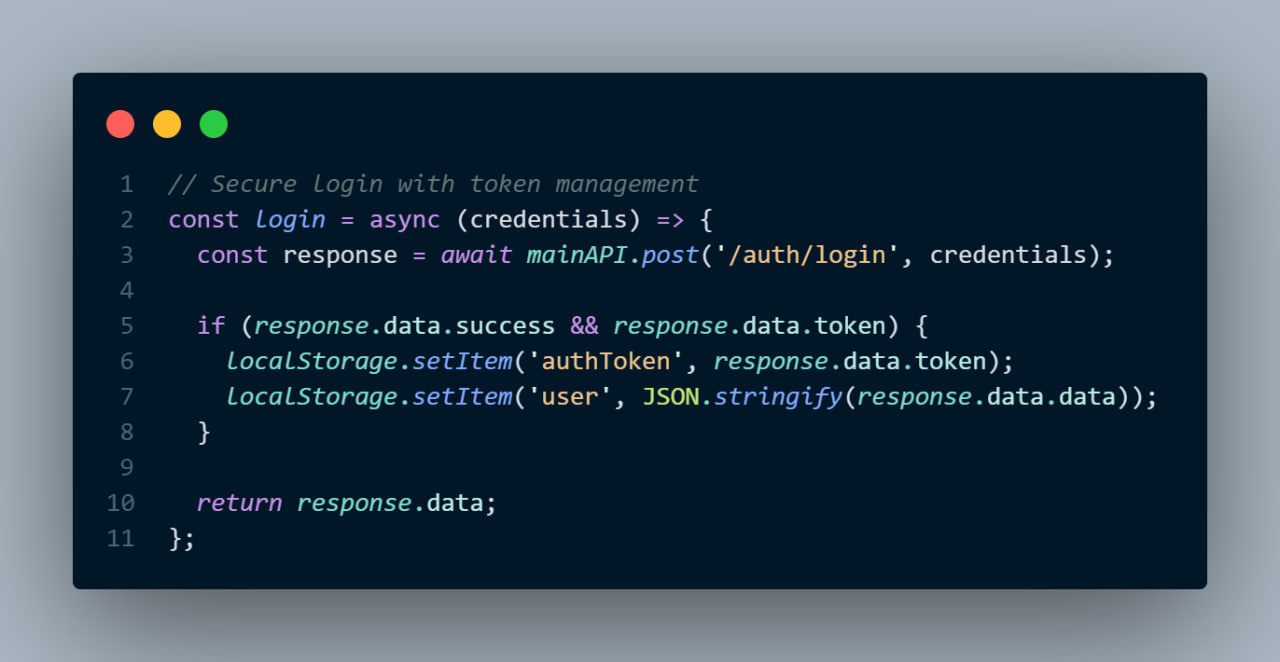 1 // Secure login with token management
2 const login = async (credentials) => {
3   const response = await mainAPI.post('/auth/login', credentials);
4
5   if (response.data.success && response.data.token) {
6     localStorage.setItem('authToken', response.data.token);
7     localStorage.setItem('user', JSON.stringify(response.data.data));
8   }
9
10   return response.data;
11 };